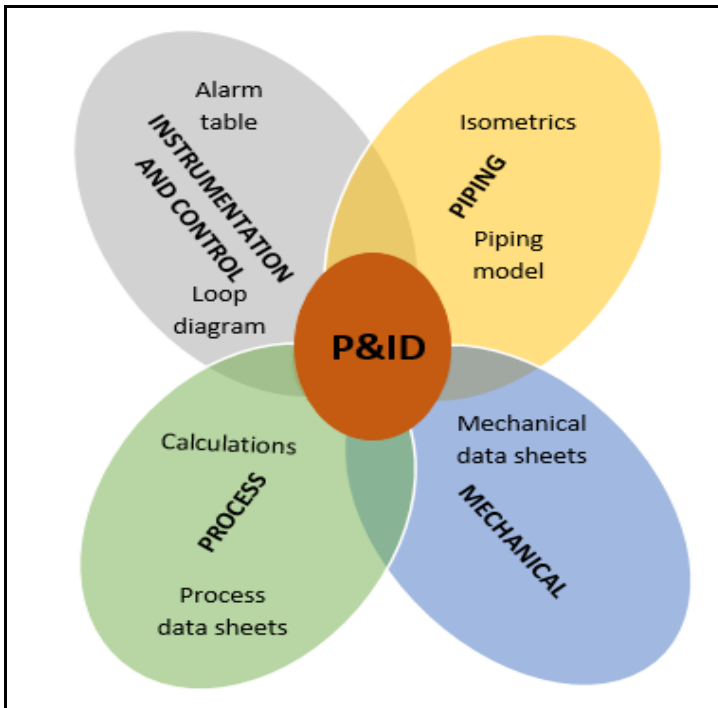 Alarm
table
INSTRUMENTATION
AND CONTROL
Loop
diagram
Isometrics
PIPING
Piping
model
P&ID
Calculations
PROCESS
Process
data sheets
Mechanical
data sheets
MECHANICAL